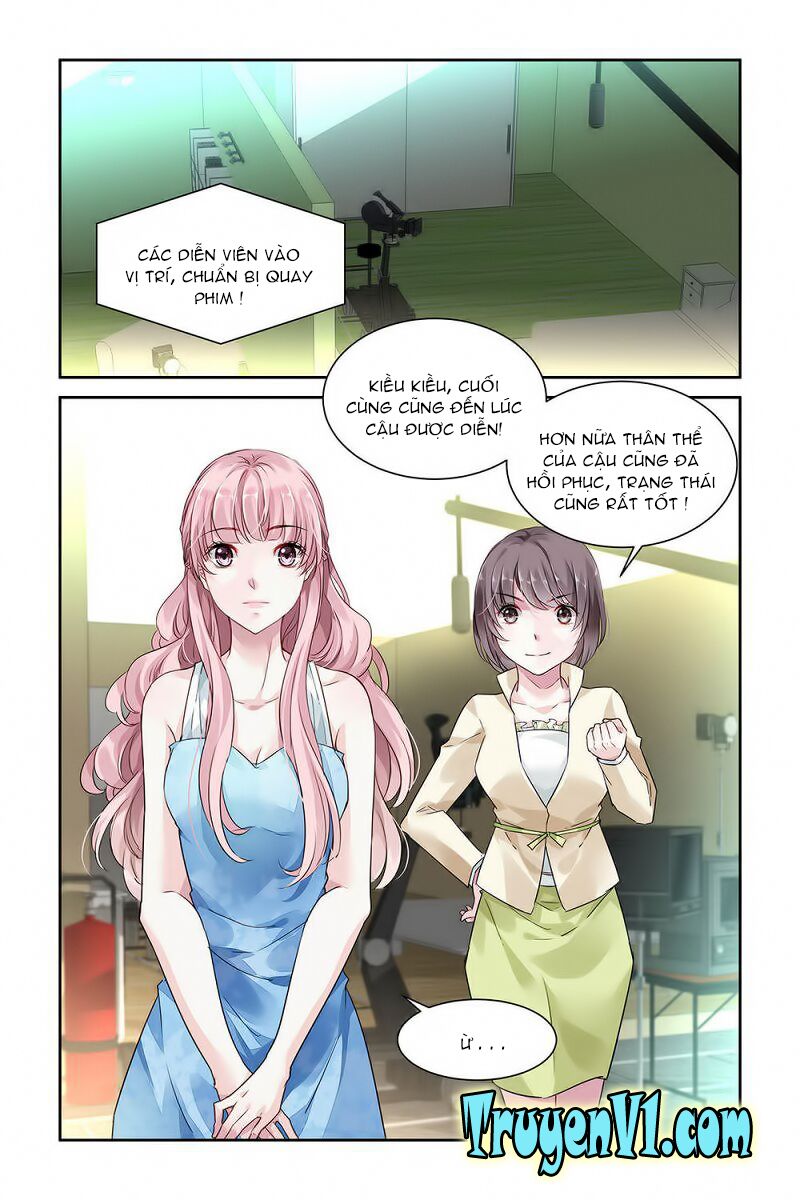 CÁC DIỄN VIÊN VÀO
VỊ TRÍ, CHUẨN BỊ QUAY
PHIM !
KIỀU KIỀU, CUỐI
CÙNG CŨNG ĐẾN LÚC
CẬU ĐƯỢC DIỄN!
HƠN NỮA THÂN THỂ
CỦA CẬU CŨNG ĐÃ
HỒI PHỤC, TRẠNG THÁI
CŨNG RẤT TỐT !
Ừ . . .
TruyenV1.com